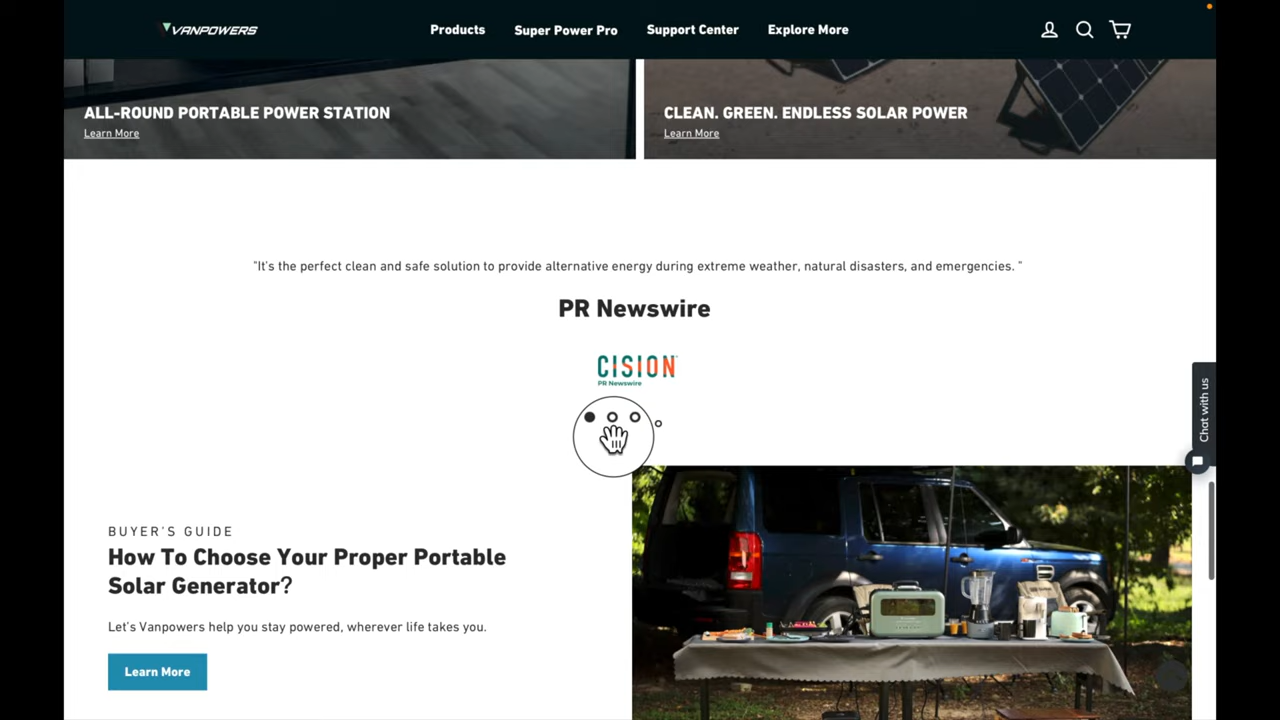 VANPOWERS
Products
Super Power Pro
Support Center
Explore More
ALL-ROUND PORTABLE POWER STATION
Learn More
CLEAN. GREEN. ENDLESS SOLAR POWER
Learn More
"It's the perfect clean and safe solution to provide alternative energy during extreme weather, natural disasters, and emergencies. "
PR Newswire
CISION
PR Newswire
Chat with us
BUYER'S GUIDE
How To Choose Your Proper Portable
Solar Generator?
Let's Vanpowers help you stay powered, wherever life takes you.
Learn More